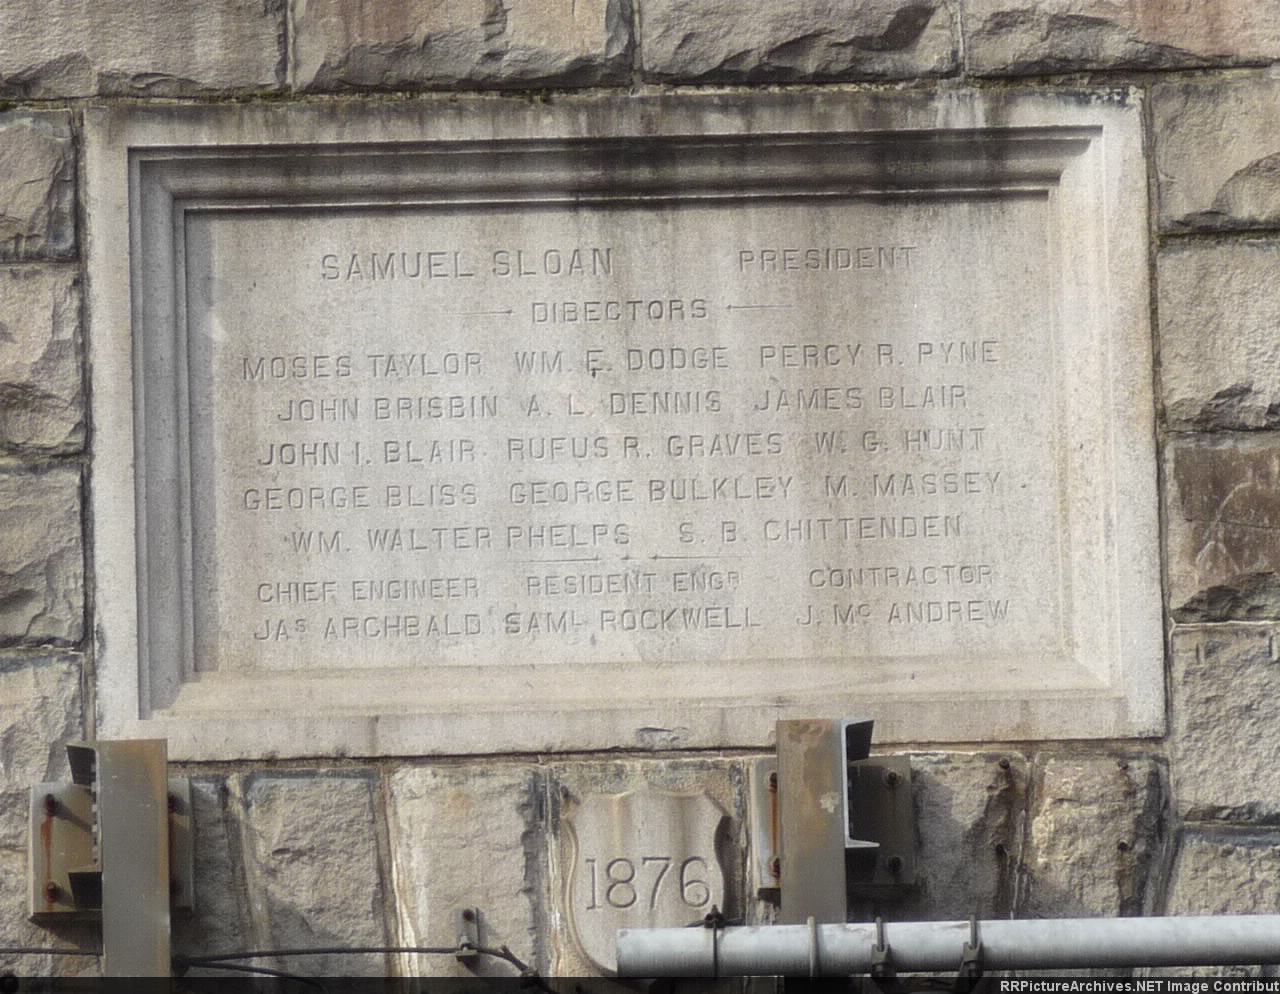 SAMUEL SLOAN PRESIDENT
DIRECTORS
MOSES TAYLOR WM. E. DODGE PERCY R. PYNE
JOHN BRISBIN A. L. DENNIS JAMES BLAIR
JOHN I. BLAIR RUFUS R. GRAVES W. G. HUNT
GEORGE BLISS GEORGE BULKLEY M. MASSEY
WM. WALTER PHELPS S. B. CHITTENDEN
CHIEF ENGINEER RESIDENT ENGR CONTRACTOR
JAS ARCHBALD SAML ROCKWELL J. Mc ANDREW
1876
RRPictureArchives.NET Image Contribut